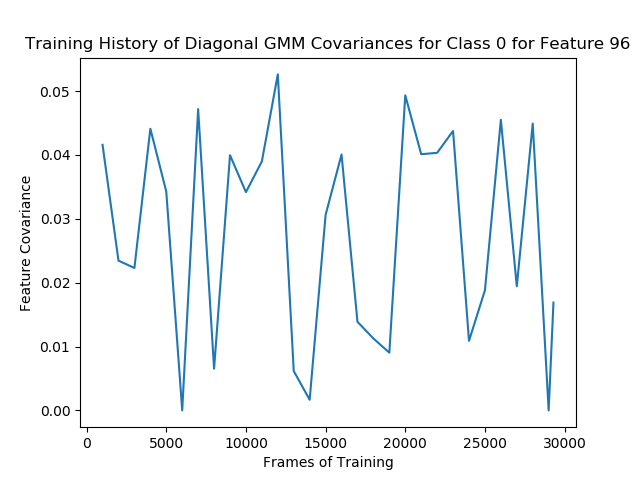 Training History of Diagonal GMM Covariances for Class 0 for Feature 96
Feature Covariance
0.05
0.04
0.03
0.02
0.01
0.00
0 5000 10000 15000 20000 25000 30000
Frames of Training